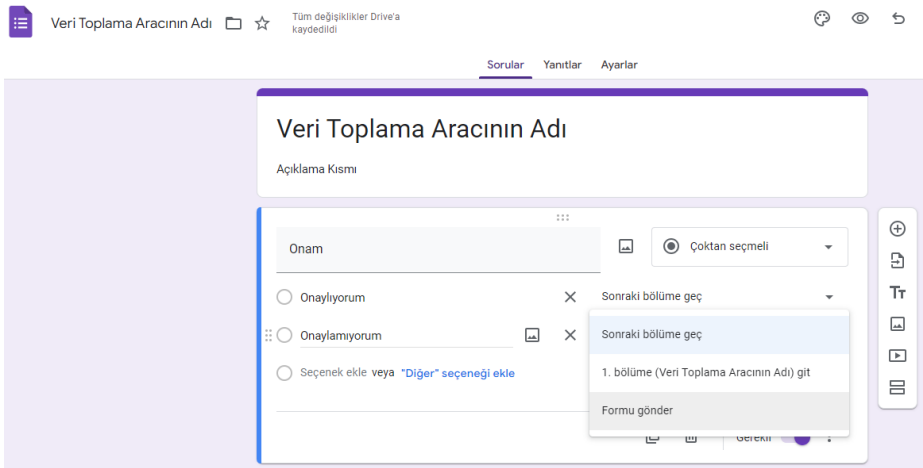 Veri Toplama Aracının Adı
Tüm değişiklikler Drive'a
kaydedildi
Sorular Yanıtlar Ayarlar
Veri Toplama Aracının Adı
Açıklama Kısmı
Onam
Çoktan seçmeli
Onaylıyorum
Sonraki bölüme geç
Onaylamıyorum
Sonraki bölüme geç
Seçenek ekle veya "Diğer" seçeneği ekle
1. bölüme (Veri Toplama Aracının Adı) git
Formu gönder
Gerekli